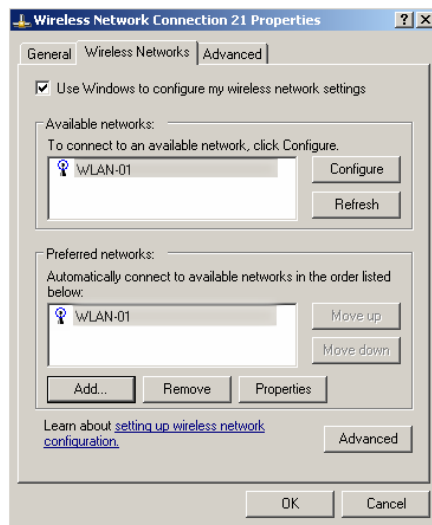 Wireless Network Connection 21 Properties
General Wireless Networks Advanced
Use Windows to configure my wireless network settings
Available networks:
To connect to an available network, click Configure.
WLAN-01
Configure
Refresh
Preferred networks:
Automatically connect to available networks in the order listed
below:
WLAN-01
Move up
Move down
Add... Remove Properties
Learn about setting up wireless network
configuration.
Advanced
OK Cancel